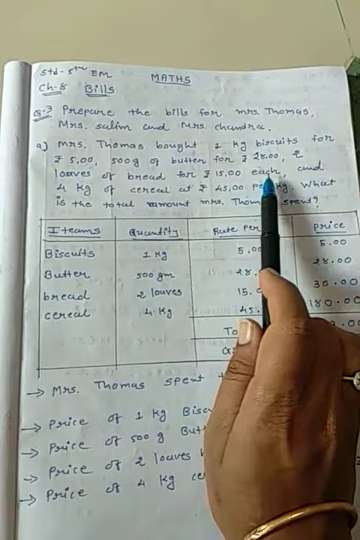 Std-5th EM
MATHS
Ch-8 Bills
Q-3 Prepare the bills for mrs. Thomas,
Mrs. salim and Mrs. chandra.
a) Mrs. Thomas bought 1 kg biscuits for
₹ 5.00, 500g of butter for ₹ 28.00, 2
loaves of bread for ₹ 15.00 each, and
4 kg of cereal at ₹ 45.00 per kg. What
is the total amount mrs. Thomas spent?
Iteams Quantity Rate Per price
Biscuits 1 kg 5.00 5.00
Butter 500 gm 28. 28.00
bread 2 loaves 15. 30.00
cereal 4 kg 45. 180.00
→ Mrs. Thomas spent
→ price of 1 kg
→ Price of 500 g
→ Price of 2 loaves
→ Price of 4 kg